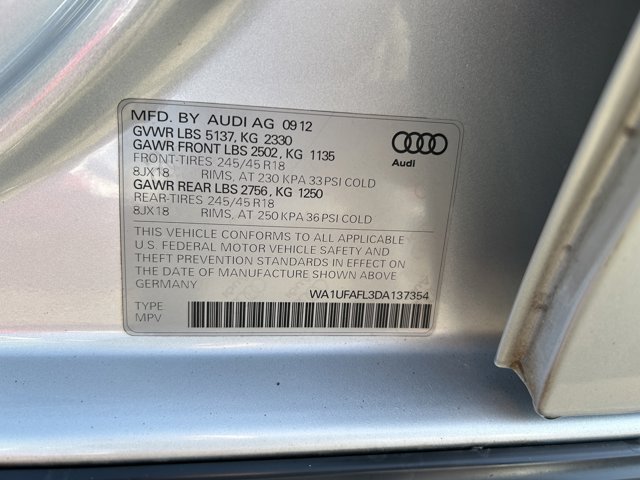 MFD. BY AUDI AG 0912
GVWR LBS 5137, KG 2330
GAWR FRONT LBS 2502, KG 1135
FRONT-TIRES 245/45 R18
8JX18 RIMS, AT 230 KPA 33 PSI COLD
GAWR REAR LBS 2756, KG 1250
REAR-TIRES 245/45 R18
8JX18 RIMS, AT 250 KPA 36 PSI COLD
Audi
THIS VEHICLE CONFORMS TO ALL APPLICABLE
U.S. FEDERAL MOTOR VEHICLE SAFETY AND
THEFT PREVENTION STANDARDS IN EFFECT ON
THE DATE OF MANUFACTURE SHOWN ABOVE
GERMANY
WA1UFAFL3DA137354
TYPE
MPV